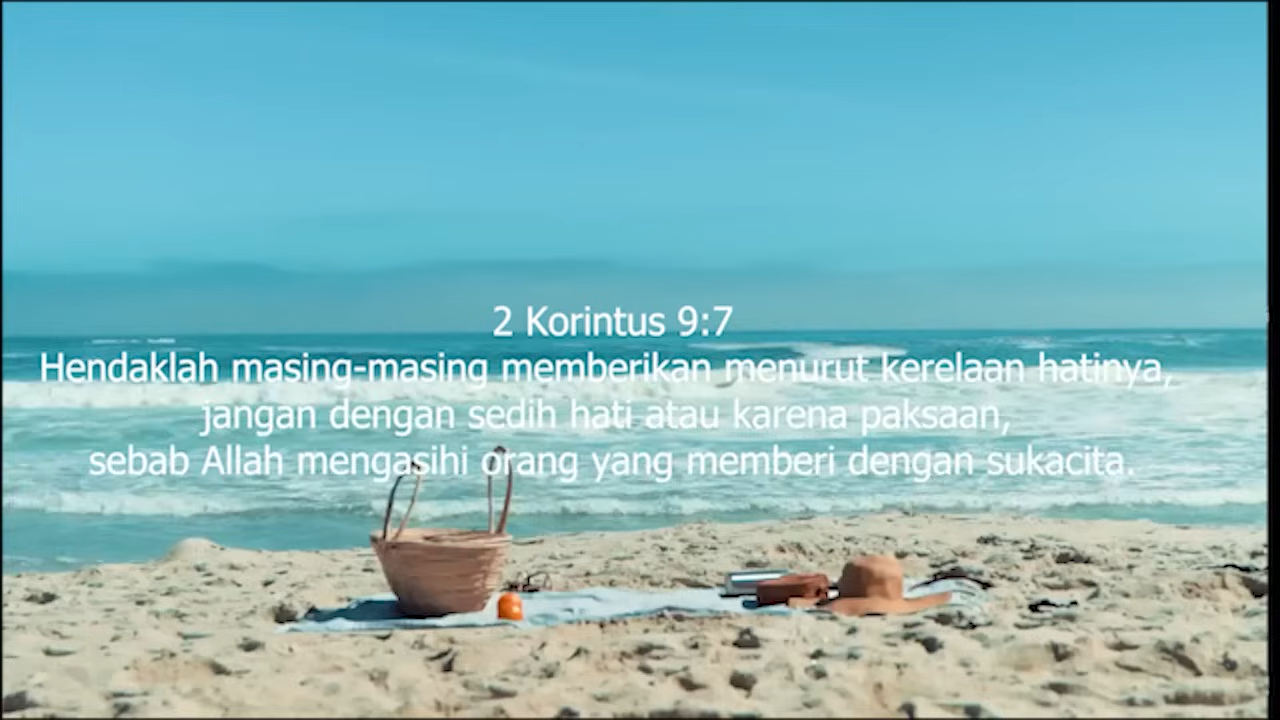 2 Korintus 9:7
Hendaklah masing-masing memberikan menurut kerelaan hatinya,
jangan dengan sedih hati atau karena paksaan,
sebab Allah mengasihi orang yang memberi dengan sukacita.